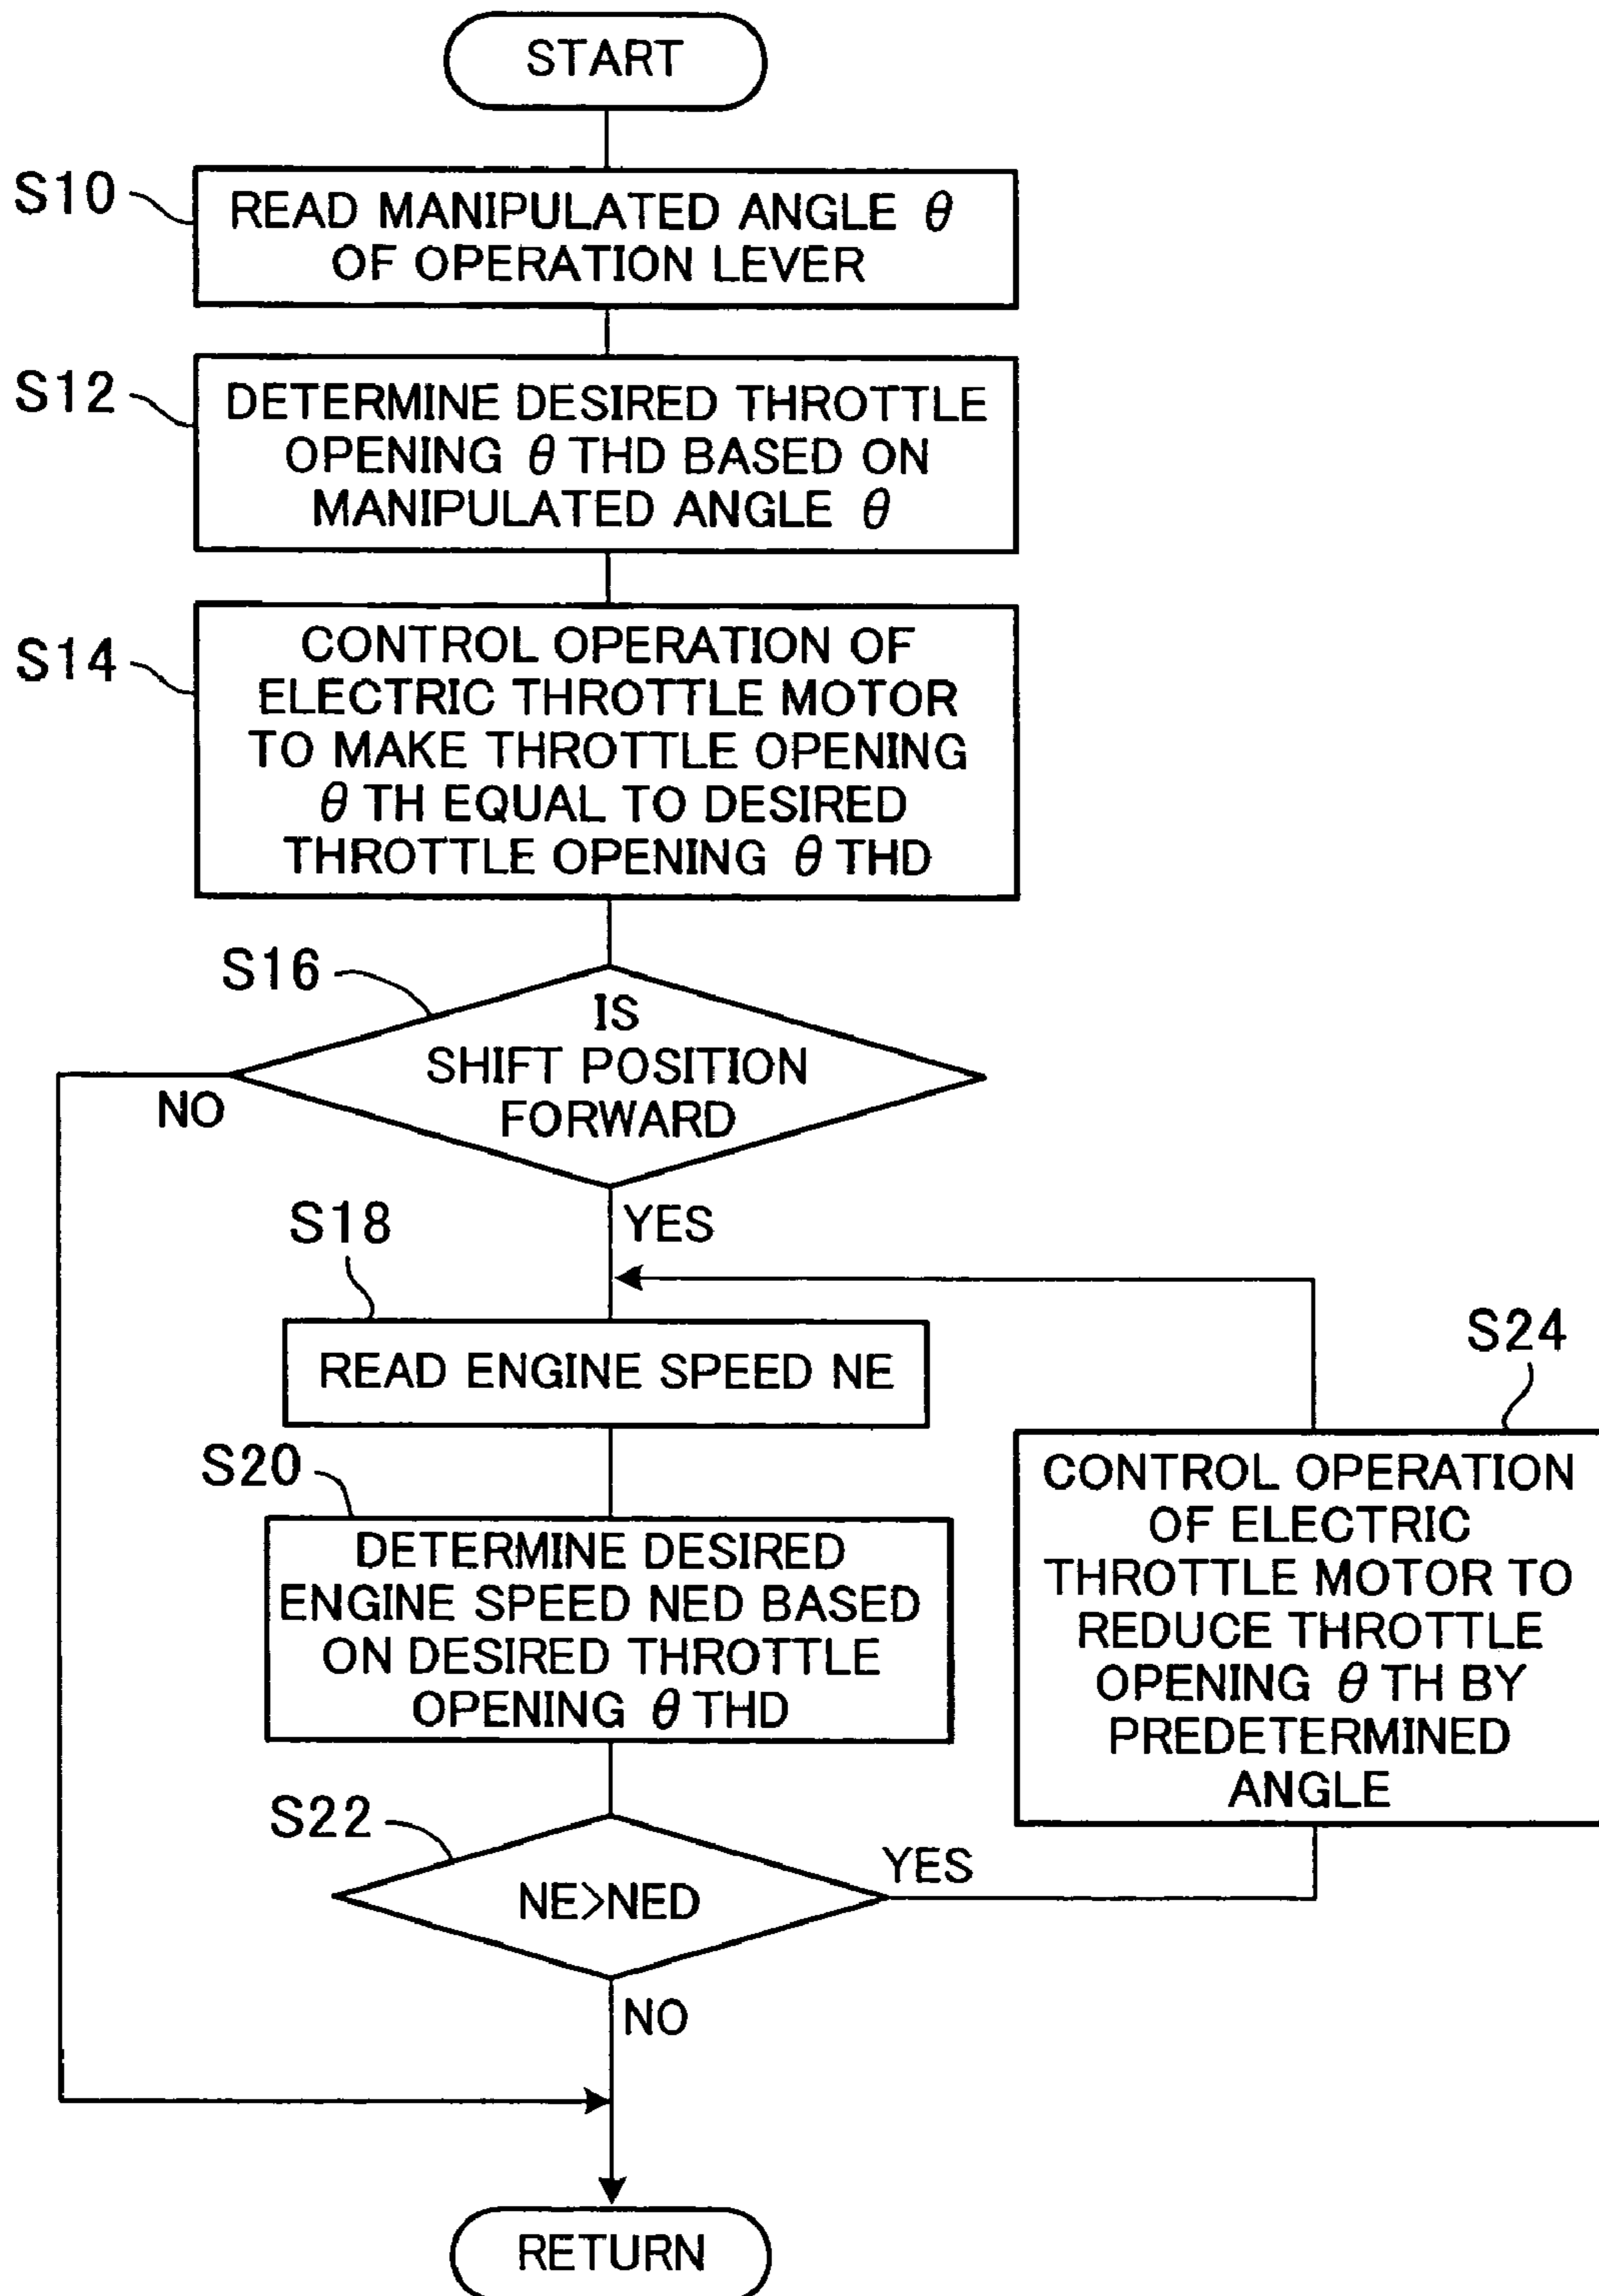 START
S10
READ MANIPULATED ANGLE θ
OF OPERATION LEVER
S12
DETERMINE DESIRED THROTTLE
OPENING θ THD BASED ON
MANIPULATED ANGLE θ
S14
CONTROL OPERATION OF
ELECTRIC THROTTLE MOTOR
TO MAKE THROTTLE OPENING
θ TH EQUAL TO DESIRED
THROTTLE OPENING θ THD
S16
IS
SHIFT POSITION
FORWARD
NO
YES
S18
READ ENGINE SPEED NE
S20
DETERMINE DESIRED
ENGINE SPEED NED BASED
ON DESIRED THROTTLE
OPENING θ THD
S22
NE>NED
YES
S24
CONTROL OPERATION
OF ELECTRIC
THROTTLE MOTOR TO
REDUCE THROTTLE
OPENING θ TH BY
PREDETERMINED
ANGLE
NO
RETURN